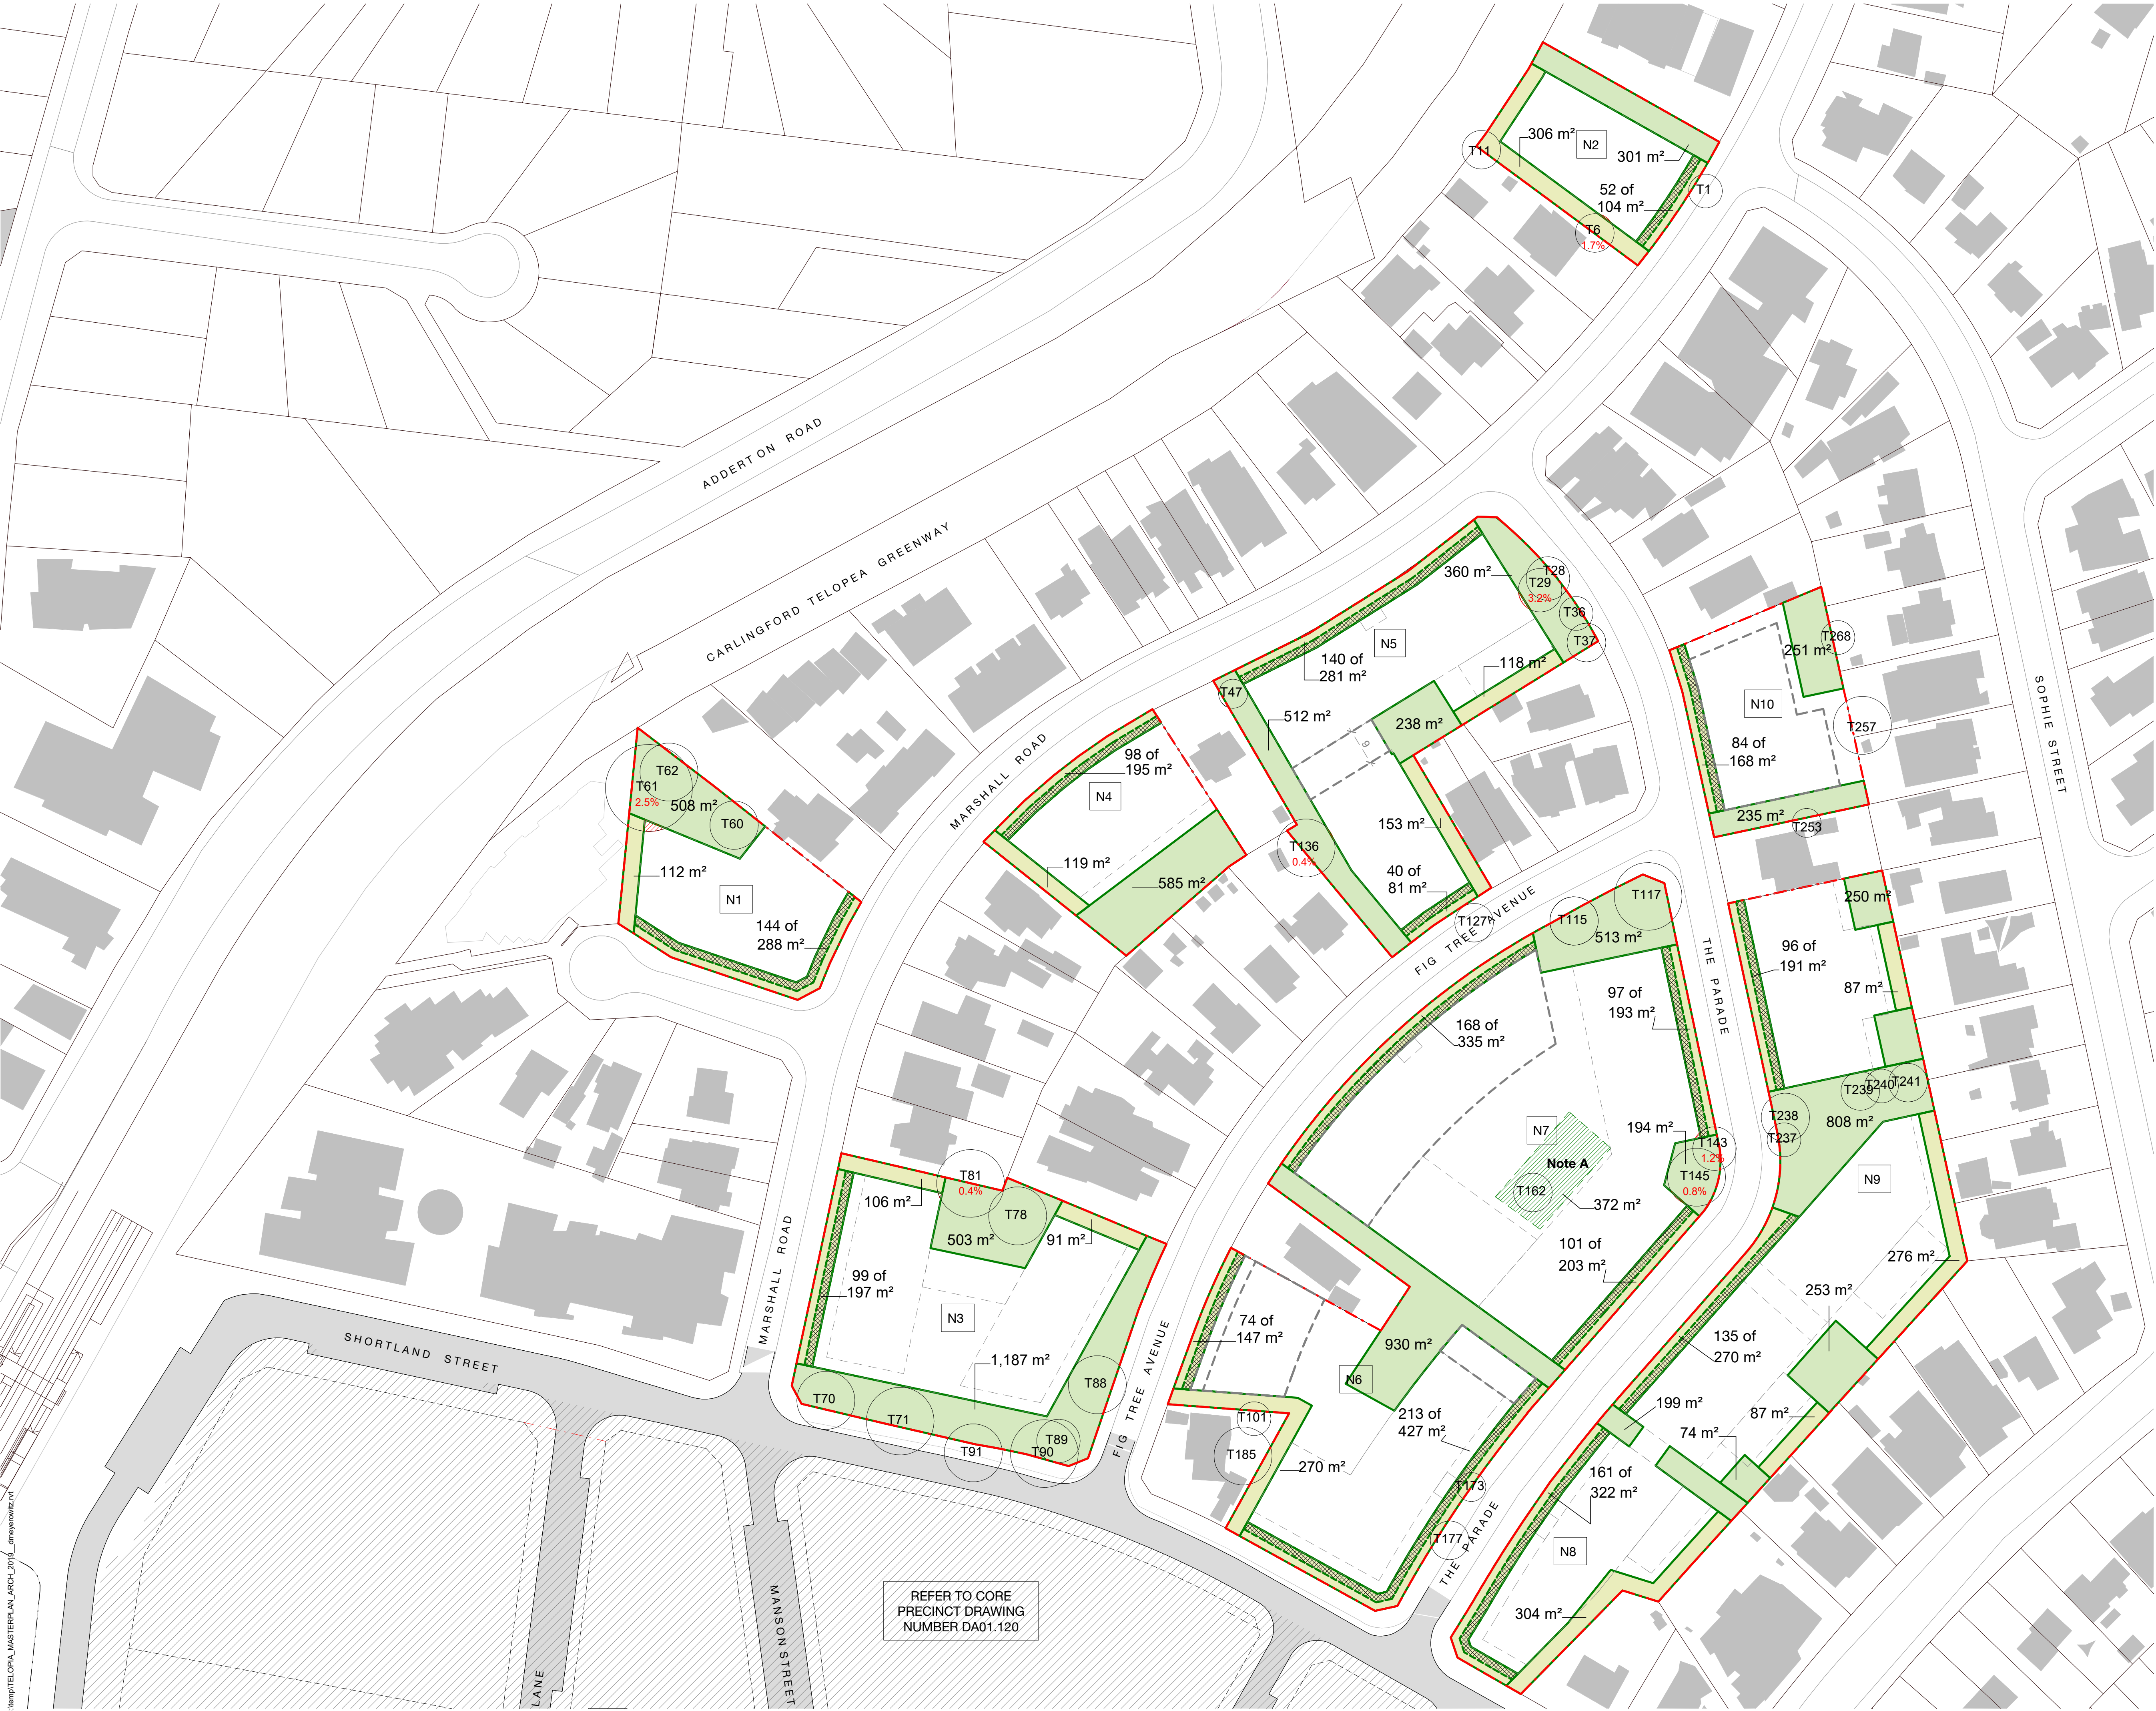 306 m²
N2
301 m²
T11
T1
52 of
104 m²
T6
1.7%
ADDERTON ROAD
CARLINGFORD TELOPEA GREENWAY
MARSHALL ROAD
SOPHIE STREET
360 m²
T28
T29
3.2%
T36
T37
N5
140 of
281 m²
118 m²
T47
512 m²
238 m²
9
153 m²
T136
0.4%
40 of
81 m²
T127
FIG TREE AVENUE
T268
251 m²
N10
T257
84 of
168 m²
235 m²
T253
98 of
195 m²
N4
119 m²
585 m²
T62
T61
2.5%
508 m²
T60
112 m²
N1
144 of
288 m²
T117
T115
513 m²
THE PARADE
97 of
193 m²
168 of
335 m²
N7
194 m²
T143
1.2%
T145
0.8%
Note A
T162
372 m²
101 of
203 m²
250 m²
96 of
191 m²
87 m²
T239
T240
T241
T238
T237
808 m²
N9
276 m²
253 m²
135 of
270 m²
199 m²
87 m²
74 m²
161 of
322 m²
N8
304 m²
T81
0.4%
T78
106 m²
503 m²
91 m²
99 of
197 m²
N3
1,187 m²
T70
T71
T91
T90
T89
T88
MARSHALL ROAD
FIG TREE AVENUE
74 of
147 m²
930 m²
N6
T101
T185
213 of
427 m²
270 m²
T173
T177
THE PARADE
SHORTLAND STREET
MANSON STREET
LANE
REFER TO CORE
PRECINCT DRAWING
NUMBER DA01.120
:\temp\TELOPIA_MASTERPLAN_ARCH_2019__dmeyerowitz.rvt